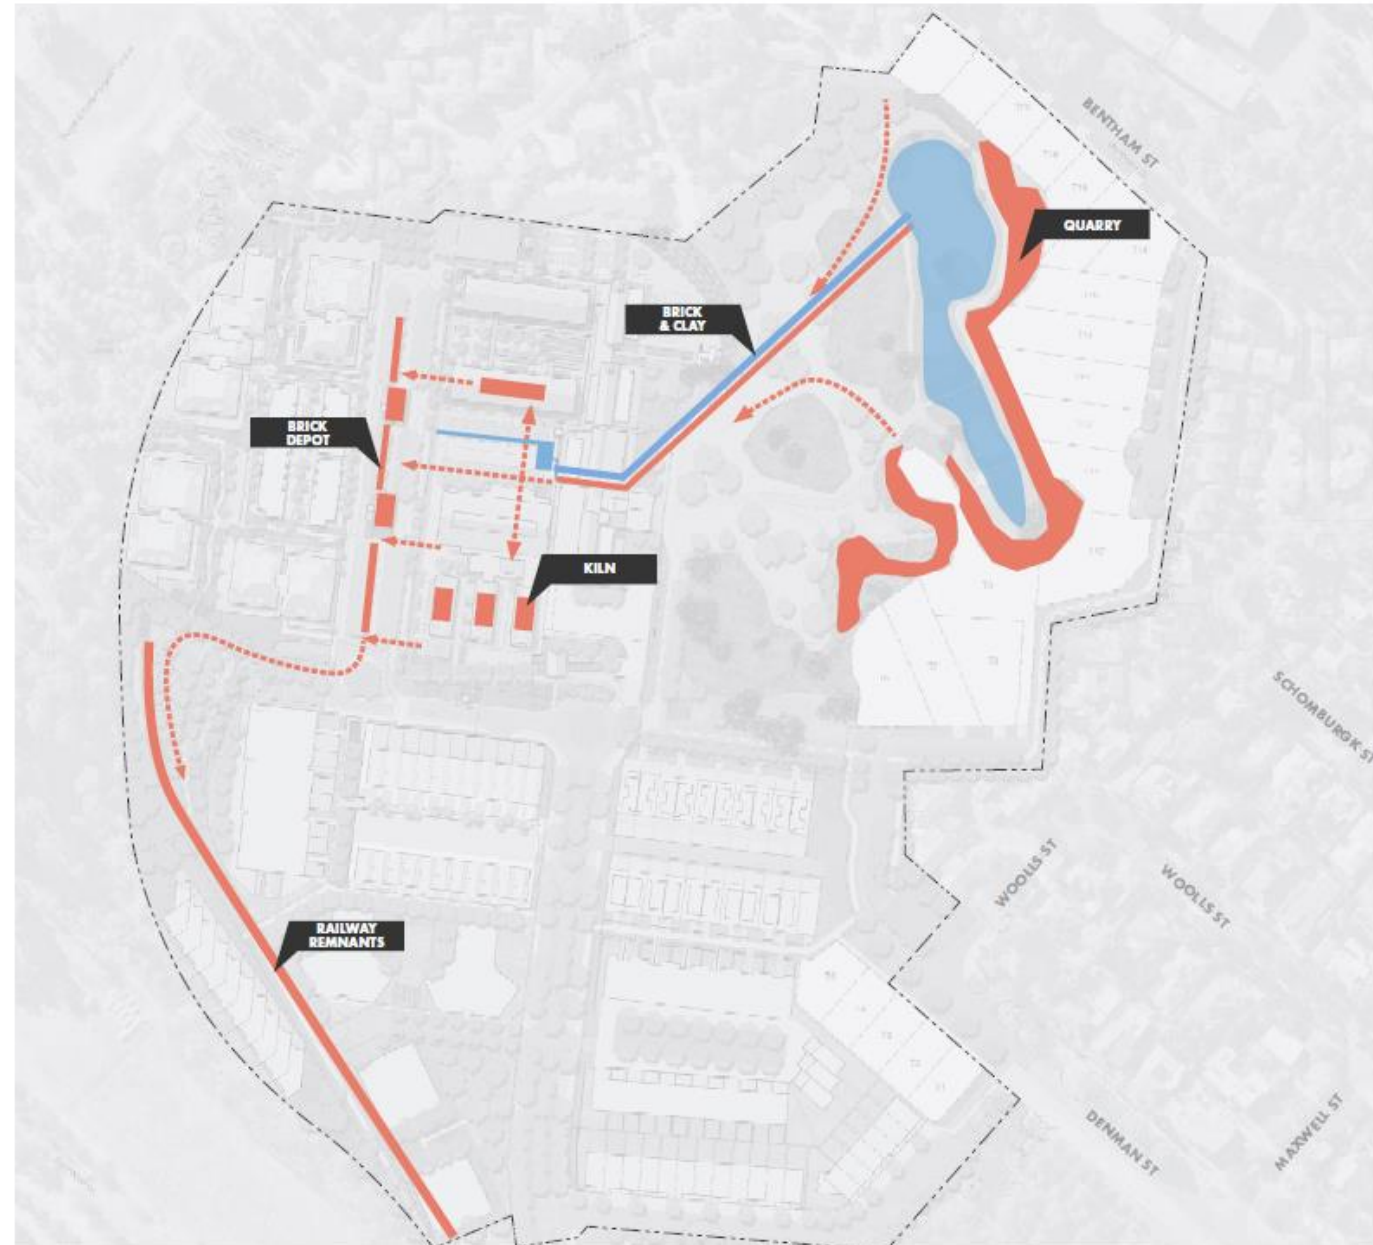 BENTHAM ST
QUARRY
BRICK
& CLAY
BRICK
DEPOT
KILN
SCHOMBURGK ST
WOOLLS ST
WOOLLS ST
RAILWAY
REMNANTS
DENMAN ST
MAXWELL ST